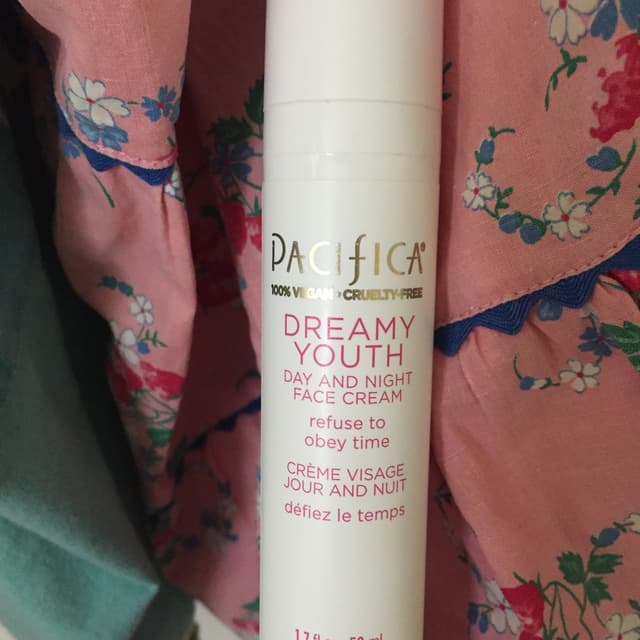 PACIFICA®
100% VEGAN + CRUELTY-FREE
DREAMY
YOUTH
DAY AND NIGHT
FACE CREAM
refuse to
obey time
CRÈME VISAGE
JOUR AND NUIT
défiez le temps